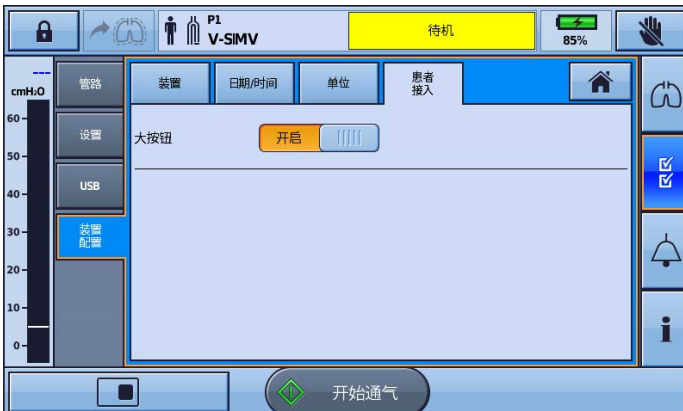 P1
V-SIMV
待机
85%
---
cmH₂O
60
50
40
30
20
10
0
管路
设置
USB
装置
配置
装置
日期/时间
单位
患者
接入
大按钮
开启
i
开始通气